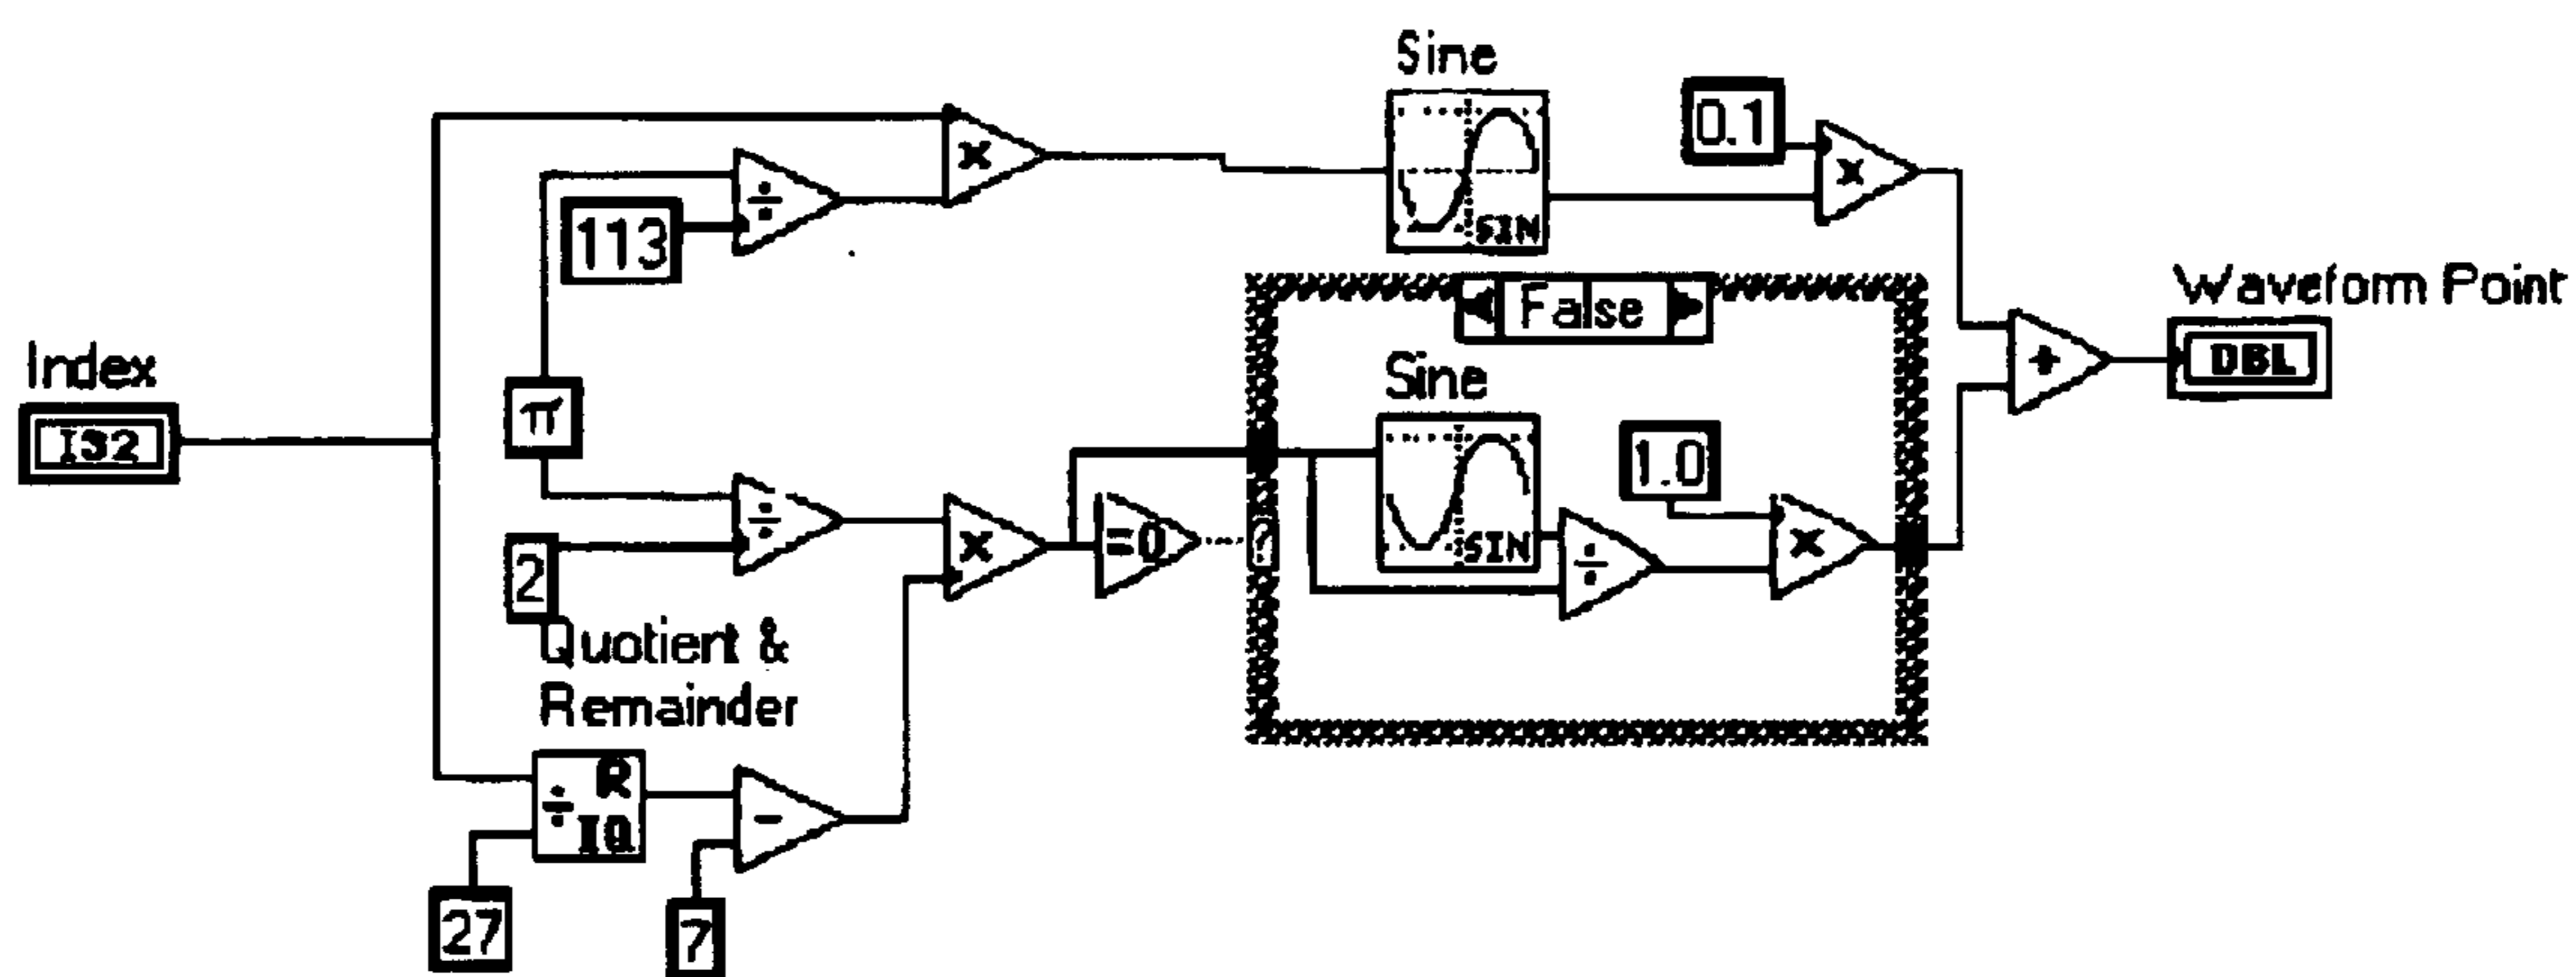 Sine
0.1
×
÷
×
113
SIN
Waveform Point
False
+
DBL
Index
I32
π
Sine
1.0
÷
×
=0
?
SIN
÷
×
2
Quotient &
Remainder
R
÷
IQ
-
27
7